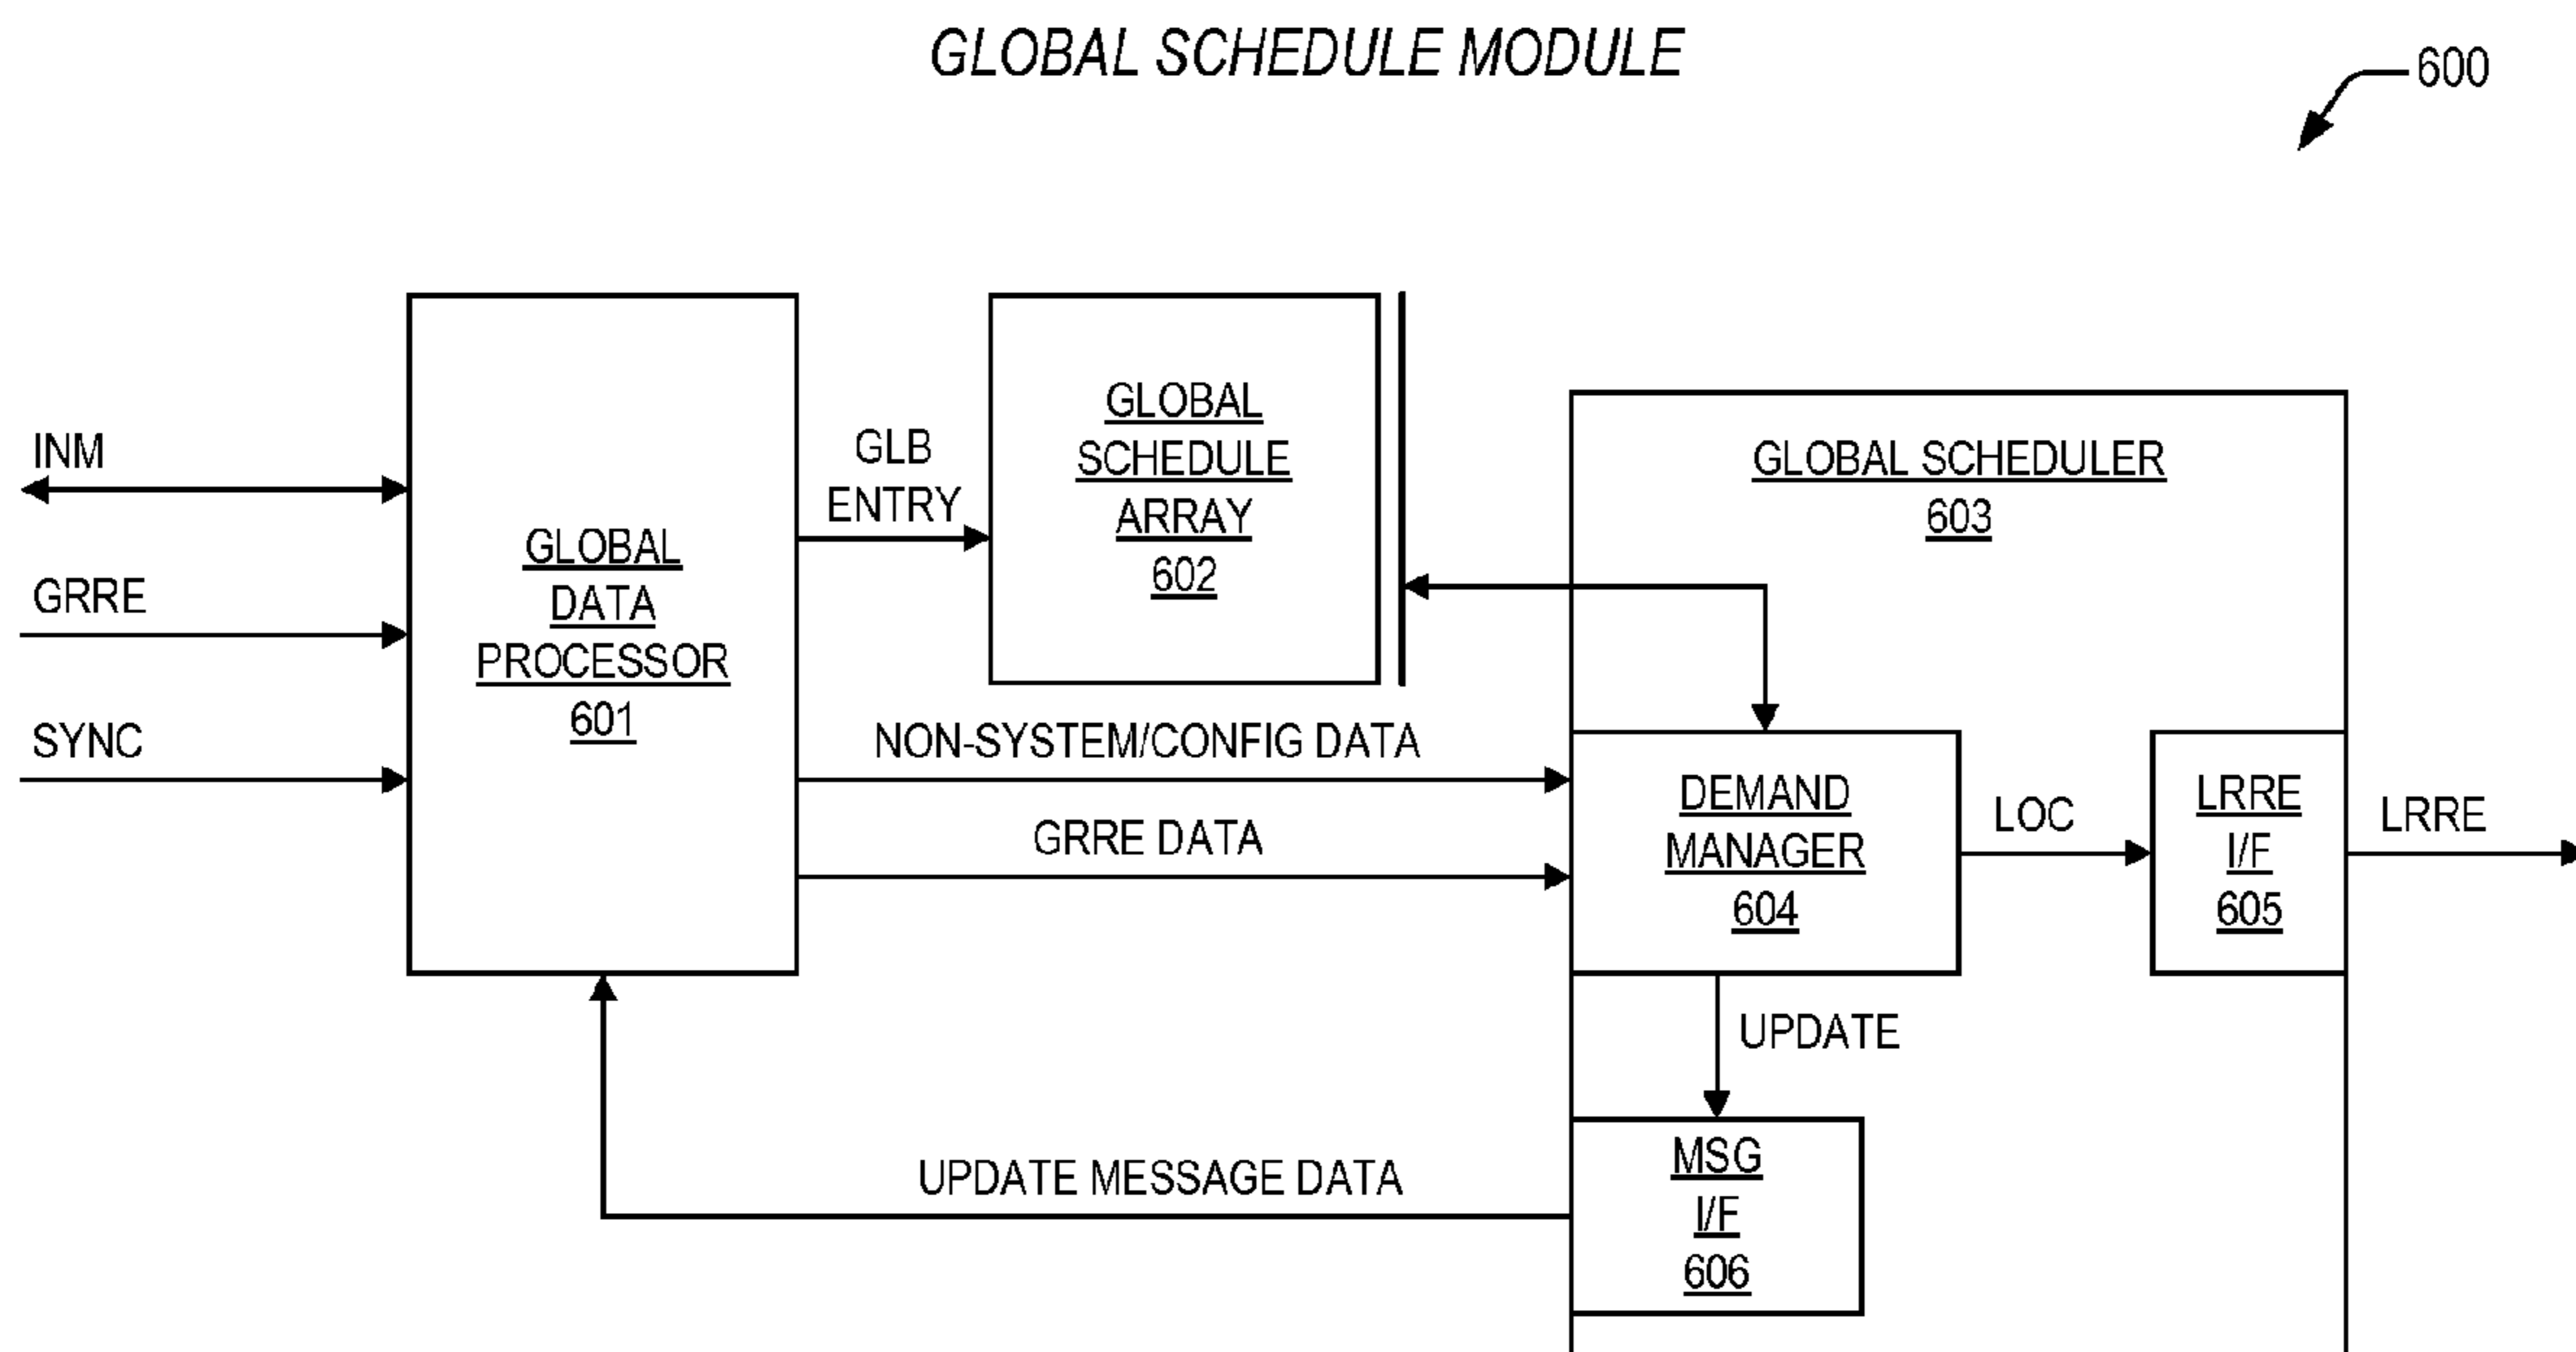 GLOBAL SCHEDULE MODULE
600
INM
GRRE
SYNC
GLOBAL
DATA
PROCESSOR
601
GLB
ENTRY
GLOBAL
SCHEDULE
ARRAY
602
GLOBAL SCHEDULER
603
NON-SYSTEM/CONFIG DATA
GRRE DATA
DEMAND
MANAGER
604
LOC
LRRE
I/F
605
LRRE
UPDATE
MSG
I/F
606
UPDATE MESSAGE DATA